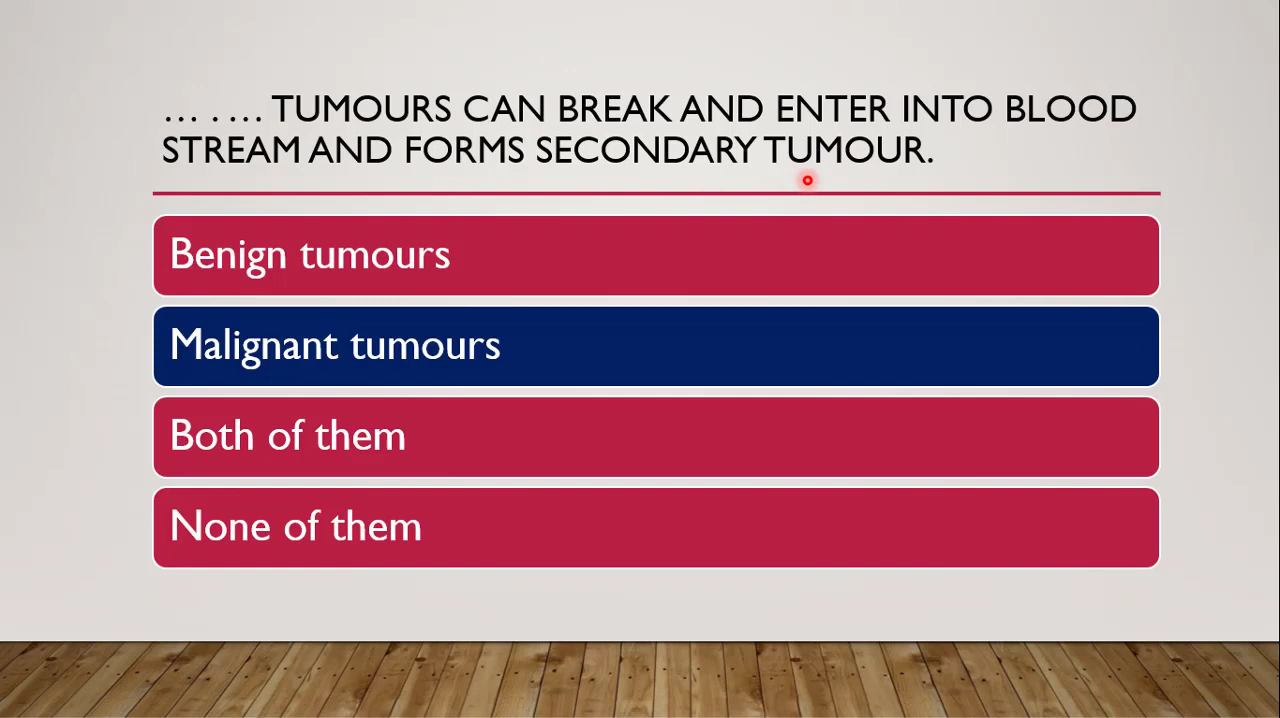 ... . ... TUMOURS CAN BREAK AND ENTER INTO BLOOD
STREAM AND FORMS SECONDARY TUMOUR.
Benign tumours
Malignant tumours
Both of them
None of them